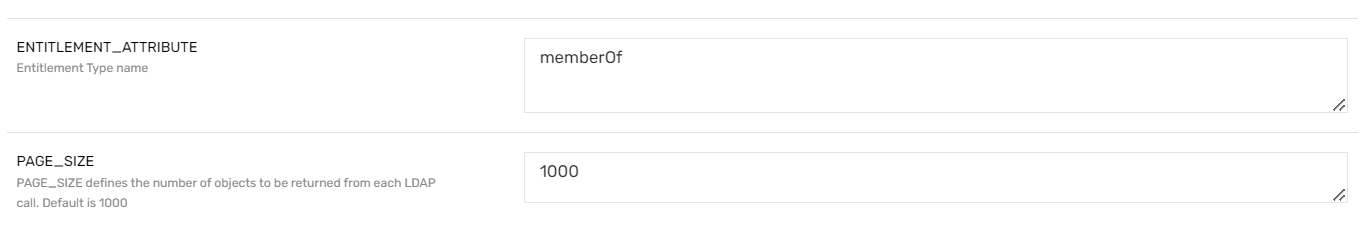 ENTITLEMENT_ATTRIBUTE
Entitlement Type name
memberOf
PAGE_SIZE
PAGE_SIZE defines the number of objects to be returned from each LDAP
call. Default is 1000
1000